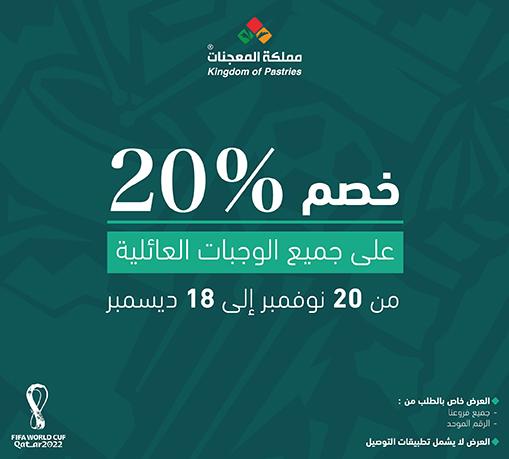 مملكة المعجنات®
Kingdom of Pastries
خصم 20%
على جميع الوجبات العائلية
من 20 نوفمبر إلى 18 ديسمبر
العرض خاص بالطلب من :
- جميع فروعنا
- الرقم الموحد
العرض لا يشمل تطبيقات التوصيل
FIFA WORLD CUP
Qatar2022